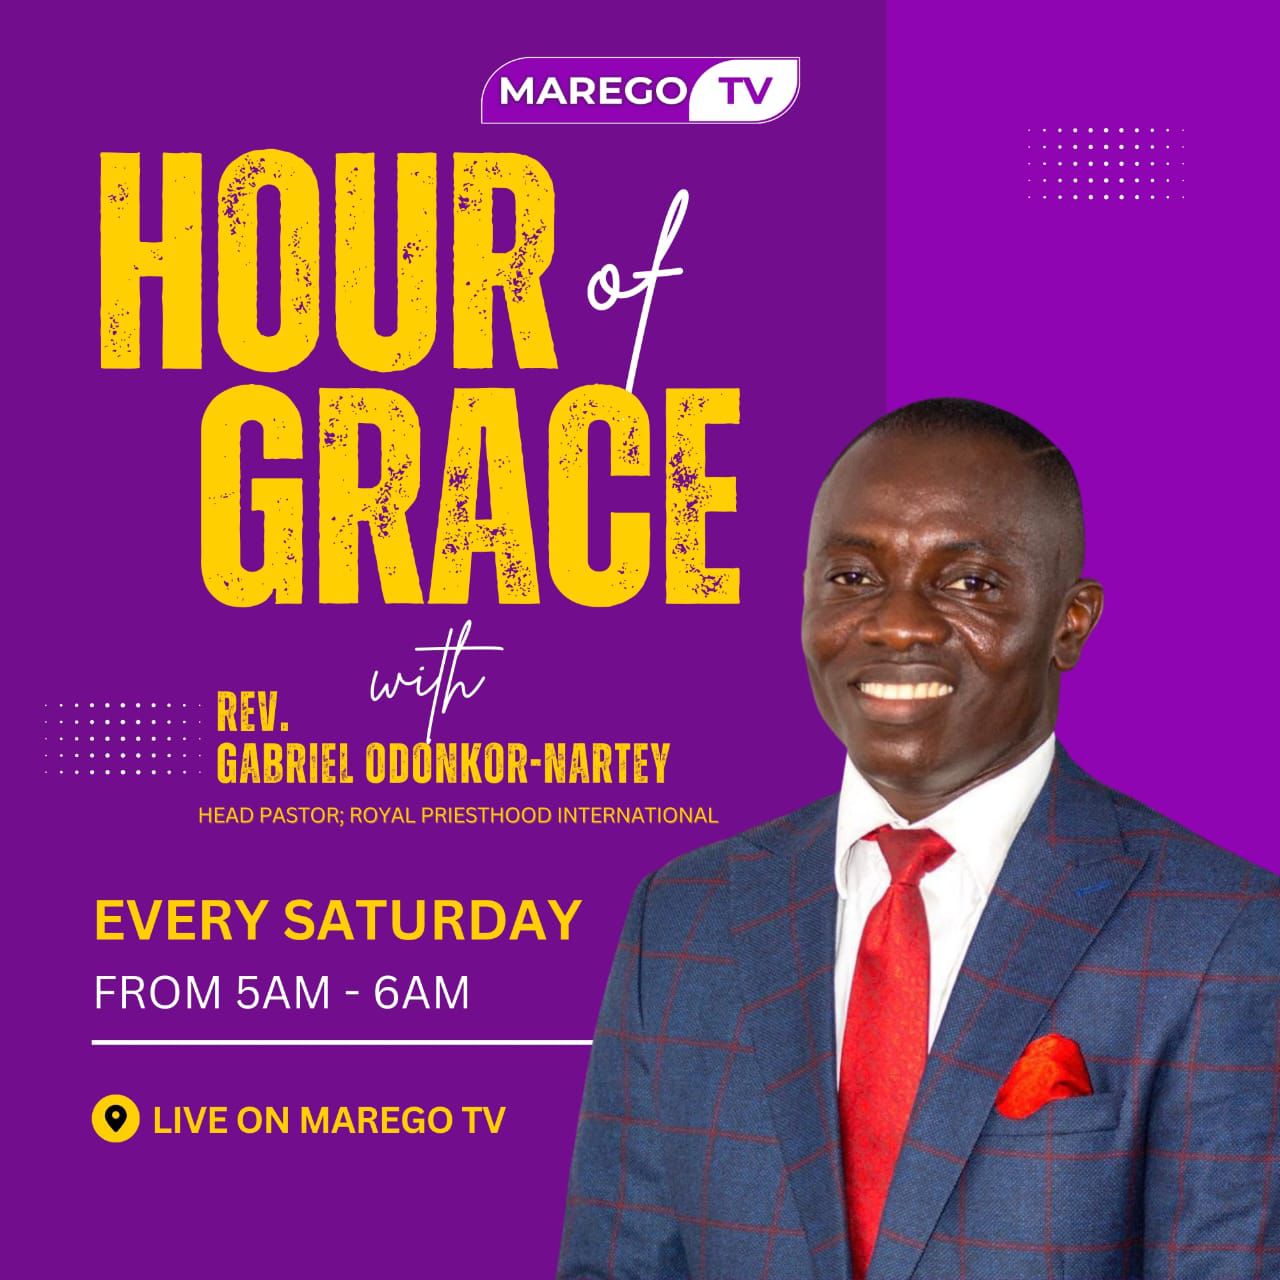 MAREGO TV
HOUR of
GRACE
with
REV.
GABRIEL ODONKOR-NARTEY
HEAD PASTOR; ROYAL PRIESTHOOD INTERNATIONAL
EVERY SATURDAY
FROM 5AM - 6AM
LIVE ON MAREGO TV